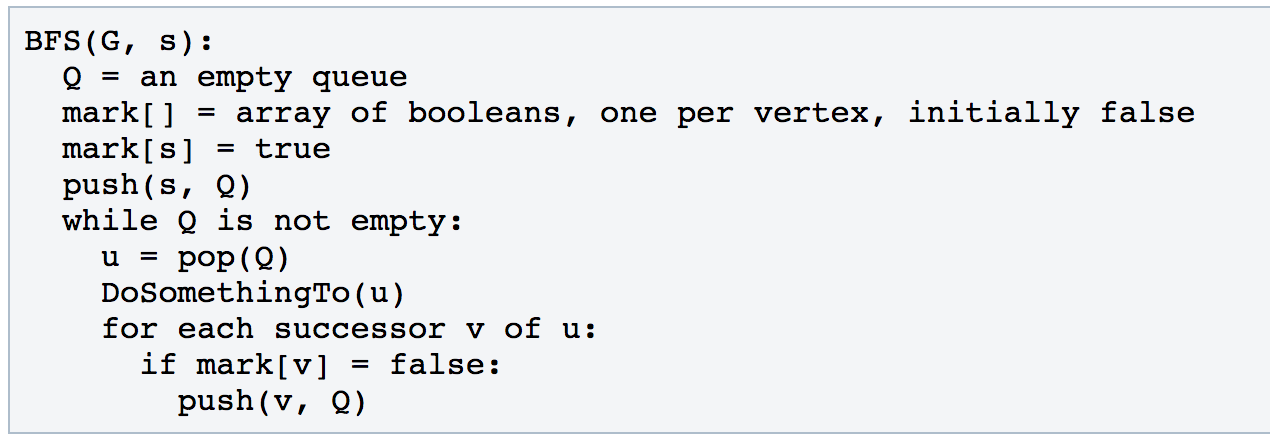 BFS(G, s):
  Q = an empty queue
  mark[] = array of booleans, one per vertex, initially false
  mark[s] = true
  push(s, Q)
  while Q is not empty:
    u = pop(Q)
    DoSomethingTo(u)
    for each successor v of u:
      if mark[v] = false:
        push(v, Q)